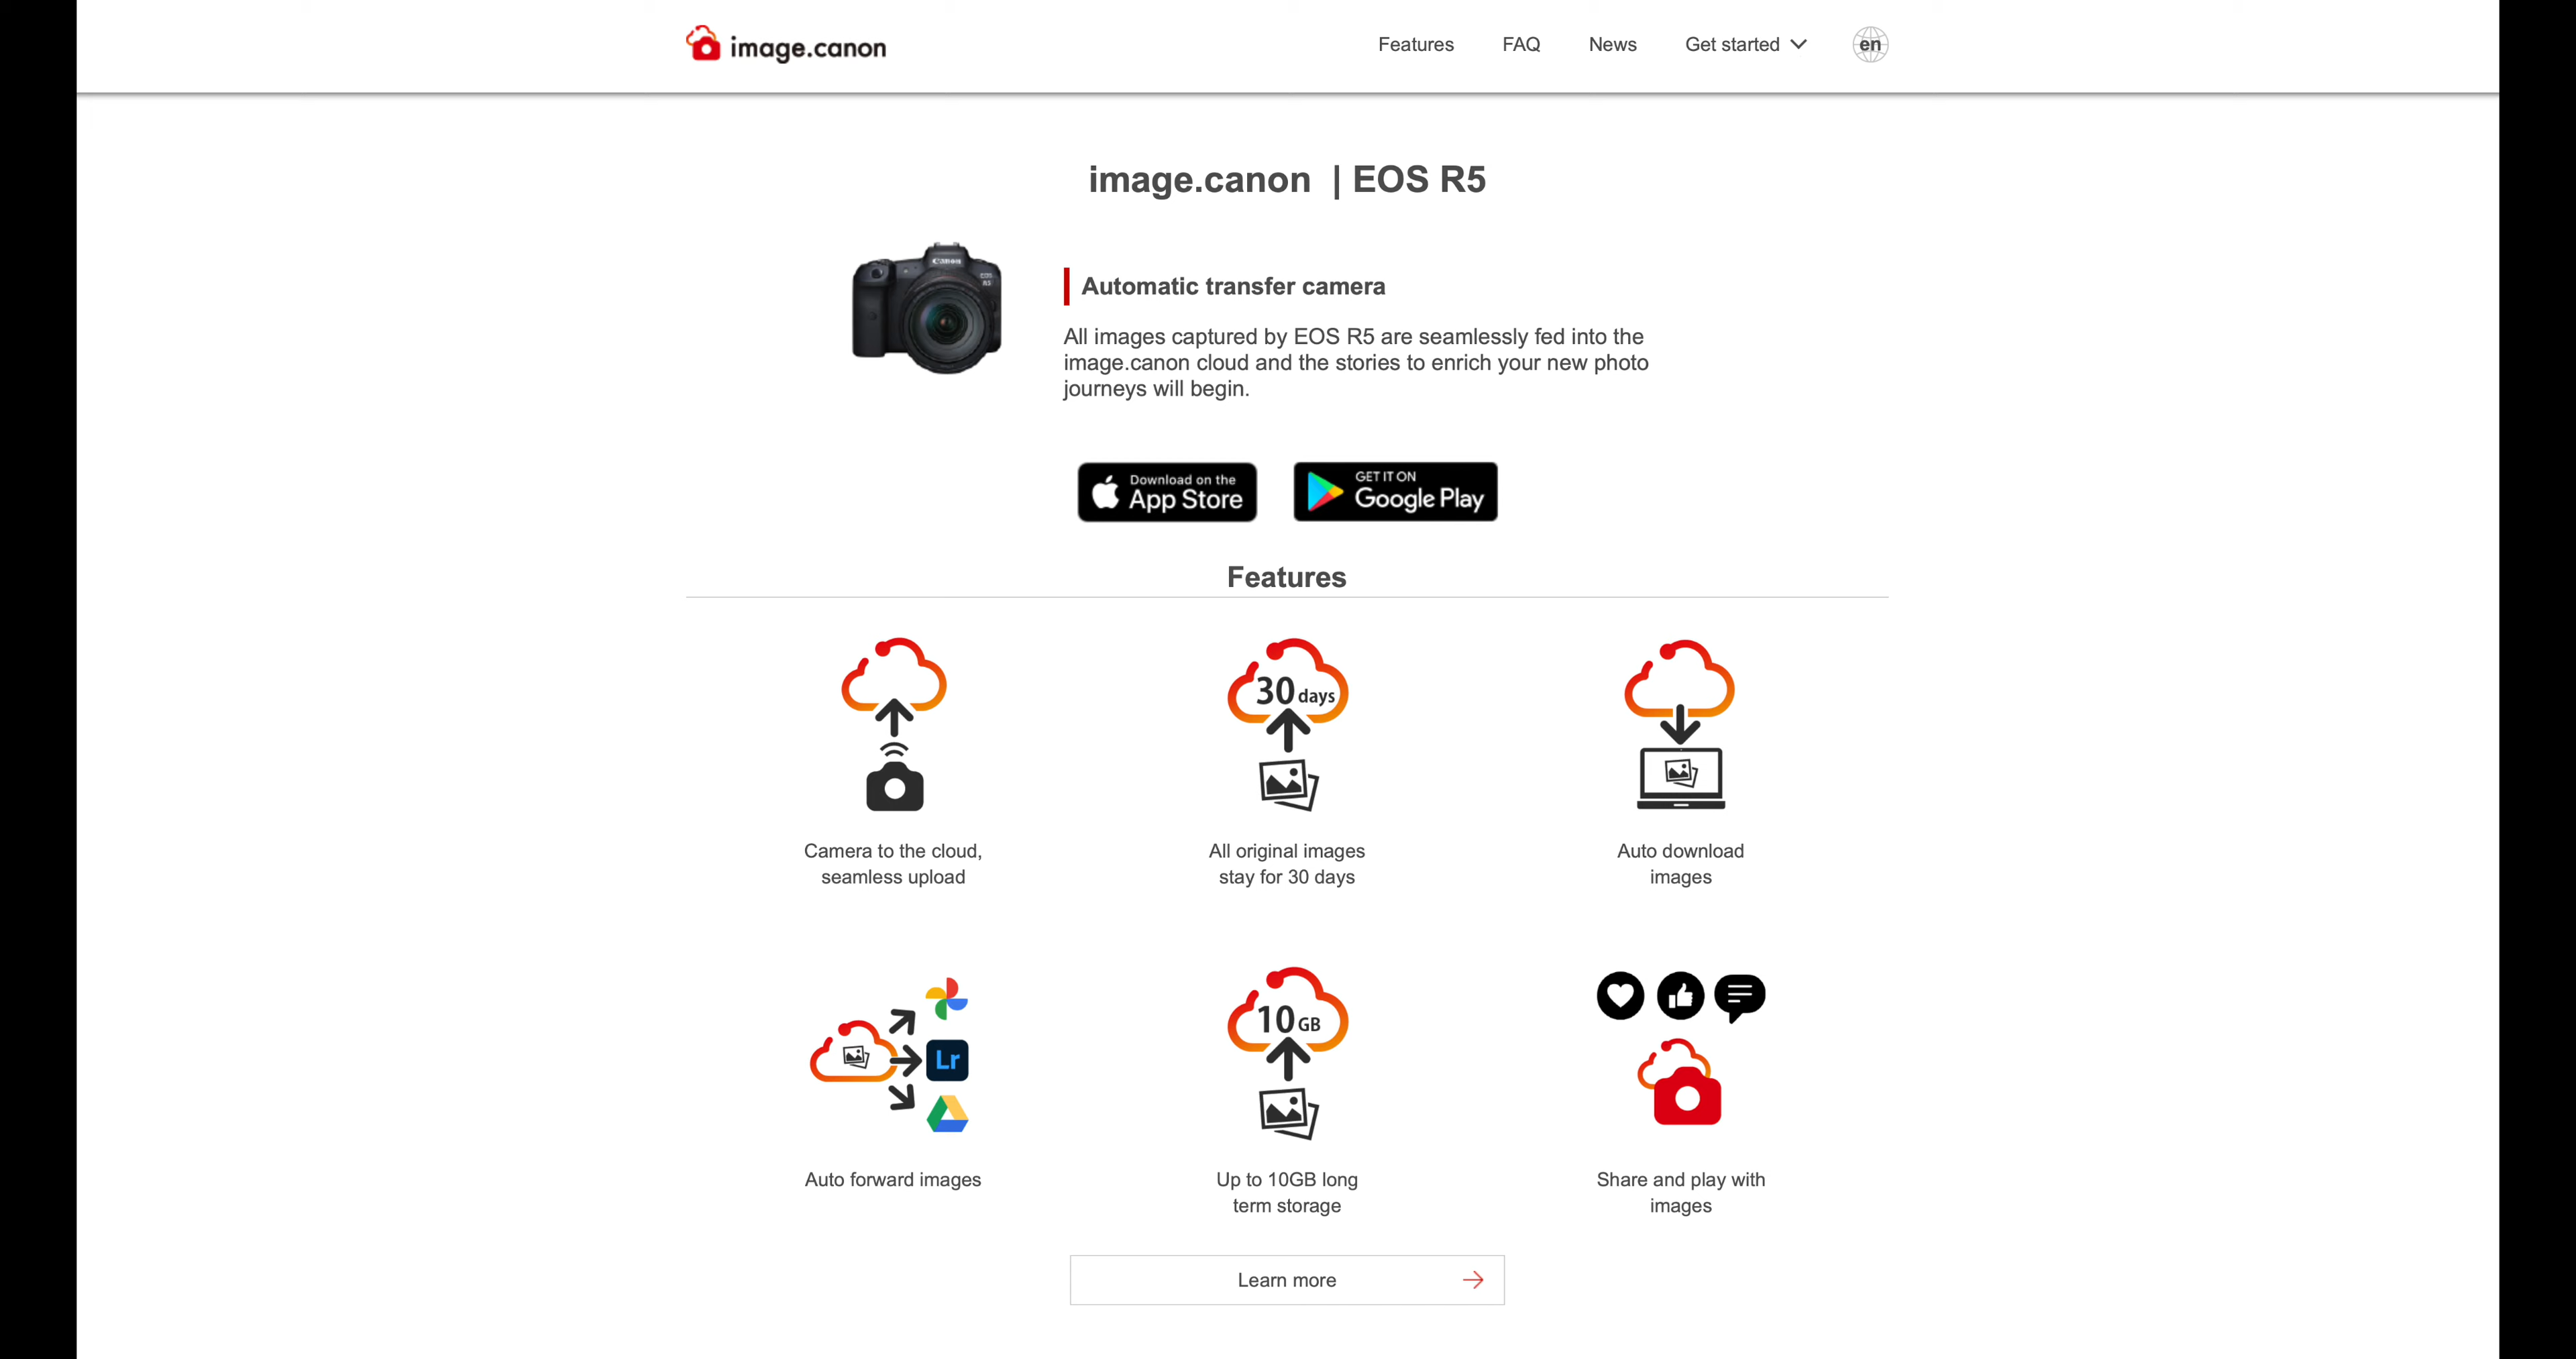 image.canon
Features
FAQ
News
Get started
en
image.canon | EOS R5
Canon
EOS
R5
Automatic transfer camera
All images captured by EOS R5 are seamlessly fed into the
image.canon cloud and the stories to enrich your new photo
journeys will begin.
Download on the
App Store
GET IT ON
Google Play
Features
30 days
Camera to the cloud,
seamless upload
All original images
stay for 30 days
Auto download
images
Lr
10 GB
Auto forward images
Up to 10GB long
term storage
Share and play with
images
Learn more